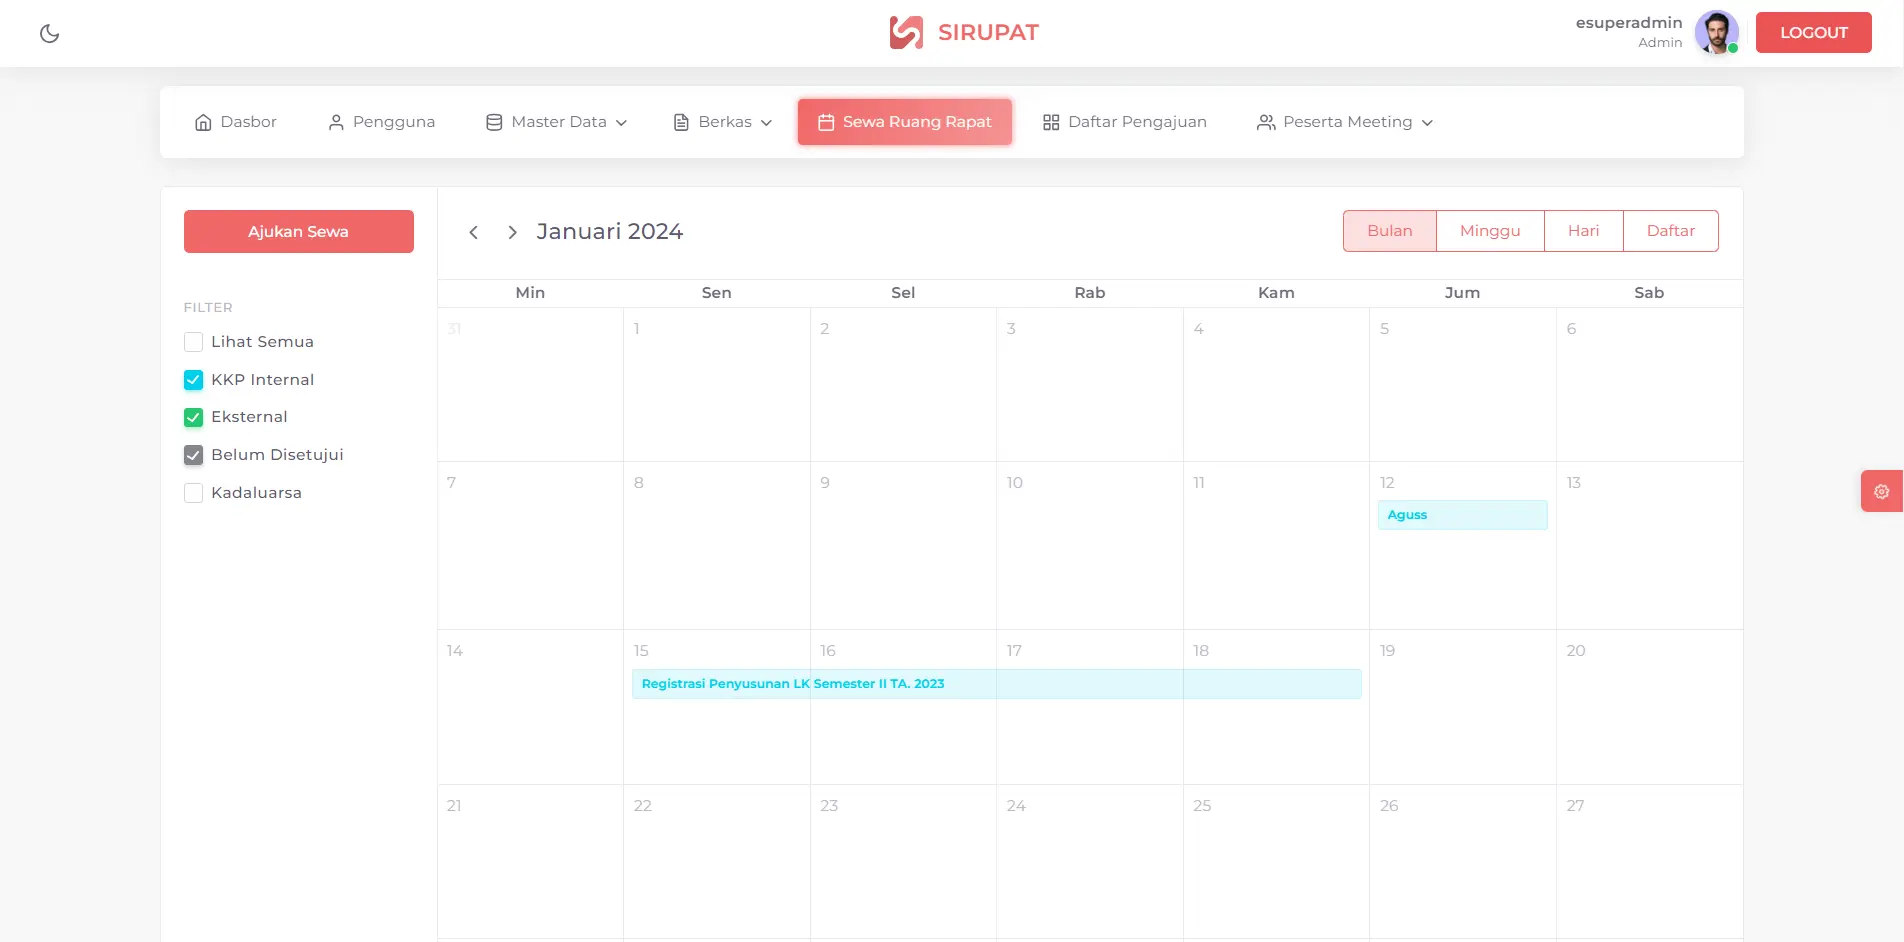 SIRUPAT
esuperadmin
Admin
LOGOUT
Dasbor
Pengguna
Master Data
Berkas
Sewa Ruang Rapat
Daftar Pengajuan
Peserta Meeting
Ajukan Sewa
FILTER
Lihat Semua
KKP Internal
Eksternal
Belum Disetujui
Kadaluarsa
Januari 2024
Bulan
Minggu
Hari
Daftar
Min Sen Sel Rab Kam Jum Sab
31 1 2 3 4 5 6
7 8 9 10 11 12 13
Aguss
14 15 16 17 18 19 20
Registrasi Penyusunan LK Semester II TA. 2023
21 22 23 24 25 26 27